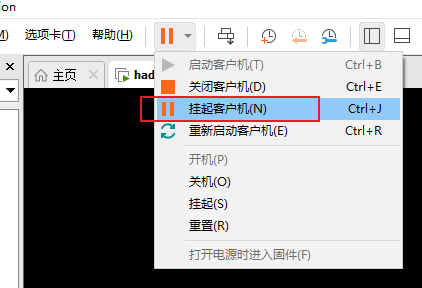 ion
M) 选项卡(T) 帮助(H)
主页 had
启动客户机(T) Ctrl+B
关闭客户机(D) Ctrl+E
挂起客户机(N) Ctrl+J
重新启动客户机(E) Ctrl+R
开机(P)
关机(O)
挂起(S)
重置(R)
打开电源时进入固件(F)